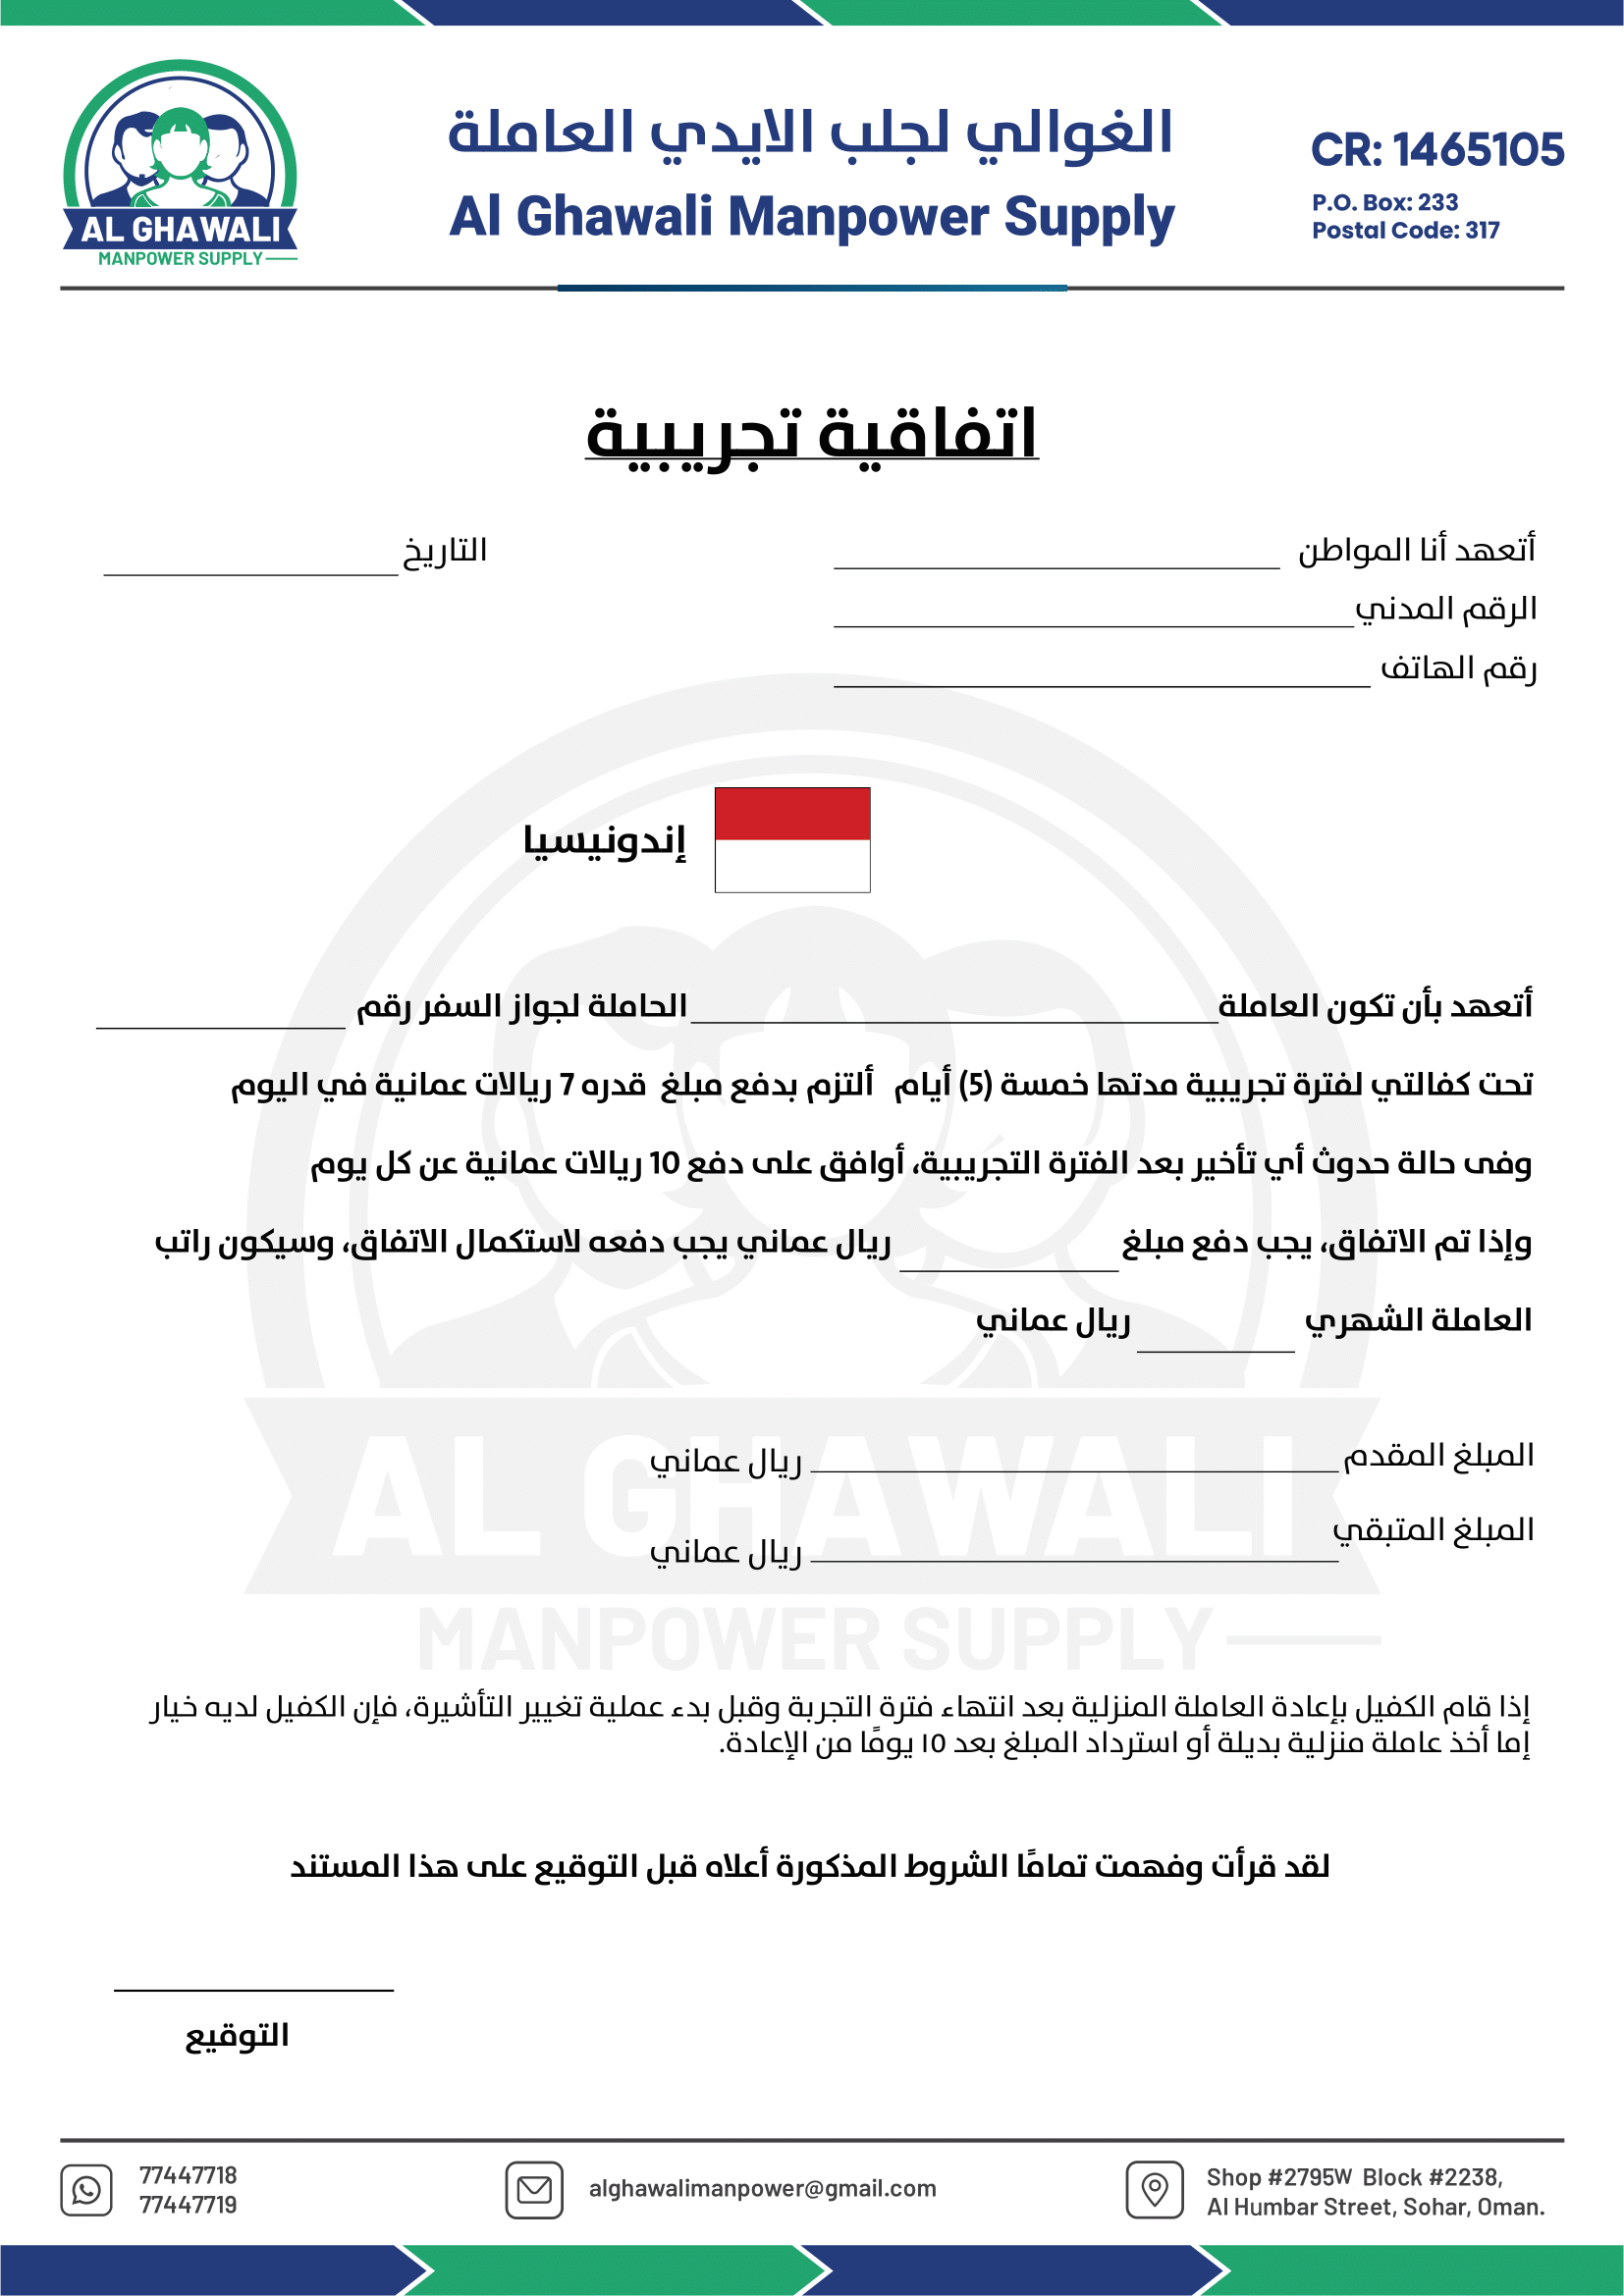 AL GHAWALI
MANPOWER SUPPLY
الغوالي لجلب الايدي العاملة
Al Ghawali Manpower Supply
CR: 1465105
P.O. Box: 233
Postal Code: 317
اتفاقية تجريبية
أتعهد أنا المواطن ____________ التاريخ ____________
الرقم المدني ____________
رقم الهاتف ____________
إندونيسيا
أتعهد بأن تكون العاملة ____________ الحاملة لجواز السفر رقم ____________
تحت كفالتي لفترة تجريبية مدتها خمسة (5) أيام ألتزم بدفع مبلغ قدره 7 ريالات عمانية في اليوم
وفى حالة حدوث أي تأخير بعد الفترة التجريبية، أوافق على دفع 10 ريالات عمانية عن كل يوم
وإذا تم الاتفاق، يجب دفع مبلغ ____________ ريال عماني يجب دفعه لاستكمال الاتفاق، وسيكون راتب
العاملة الشهري ____________ ريال عماني
المبلغ المقدم ____________ ريال عماني
المبلغ المتبقي ____________ ريال عماني
AL GHAWALI
MANPOWER SUPPLY
إذا قام الكفيل بإعادة العاملة المنزلية بعد انتهاء فترة التجربة وقبل بدء عملية تغيير التأشيرة، فإن الكفيل لديه خيار
إما أخذ عاملة منزلية بديلة أو استرداد المبلغ بعد ١٥ يومًا من الإعادة.
لقد قرأت وفهمت تمامًا الشروط المذكورة أعلاه قبل التوقيع على هذا المستند
____________
التوقيع
77447718
77447719
alghawalimanpower@gmail.com
Shop #2795W Block #2238,
Al Humbar Street, Sohar, Oman.